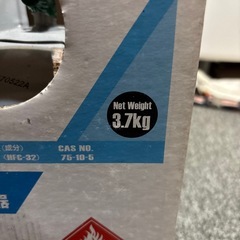 Net Weight
3.7kg
(成分) CAS NO.
(HFC-32) 75-10-5